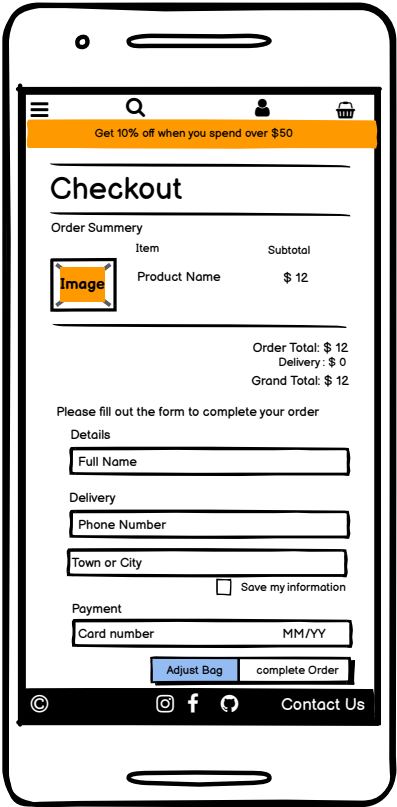 Get 10% off when you spend over $50
Checkout
Order Summery
Item Subtotal
Image Product Name $ 12
Order Total: $ 12
Delivery : $ 0
Grand Total: $ 12
Please fill out the form to complete your order
Details
Full Name
Delivery
Phone Number
Town or City
Save my information
Payment
Card number MM/YY
Adjust Bag complete Order
© Contact Us